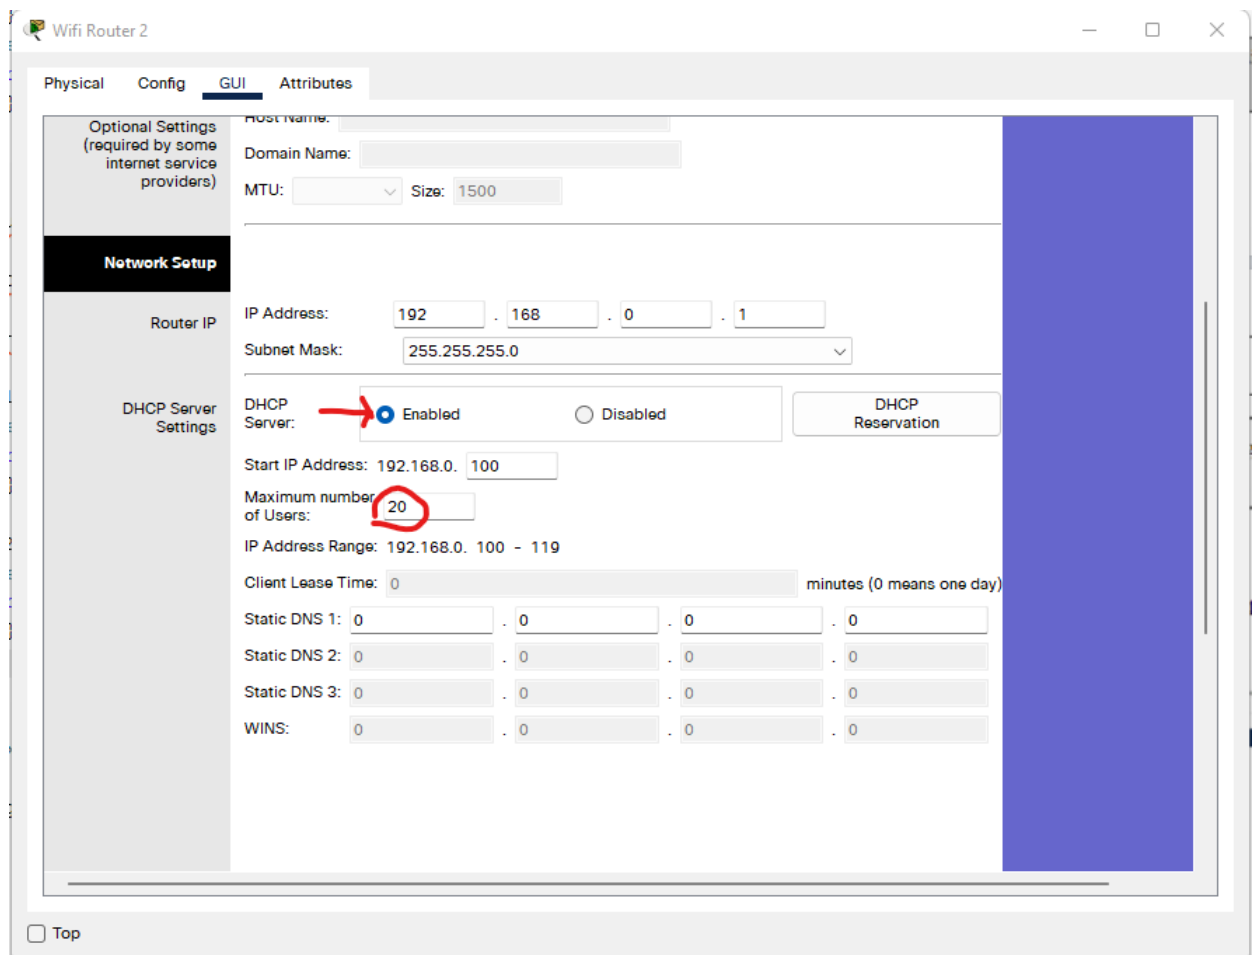 Wifi Router 2
Physical Config GUI Attributes
Optional Settings
(required by some
internet service
providers)
Host Name:
Domain Name:
MTU: Size: 1500
Network Setup
Router IP
IP Address: 192 . 168 . 0 . 1
Subnet Mask: 255.255.255.0
DHCP Server
Settings
DHCP
Server:
Enabled Disabled
DHCP
Reservation
Start IP Address: 192.168.0. 100
Maximum number
of Users:
20
IP Address Range: 192.168.0. 100 - 119
Client Lease Time: 0 minutes (0 means one day)
Static DNS 1: 0 . 0 . 0 . 0
Static DNS 2: 0 . 0 . 0 . 0
Static DNS 3: 0 . 0 . 0 . 0
WINS: 0 . 0 . 0 . 0
Top